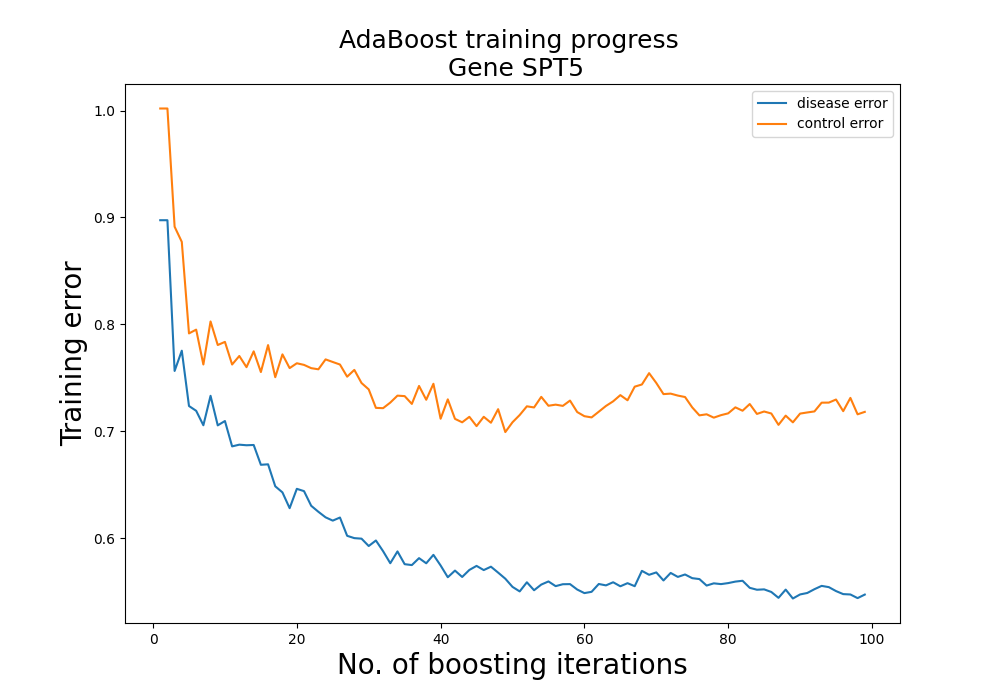 AdaBoost training progress
Gene SPT5
disease error
control error
Training error
1.0
0.9
0.8
0.7
0.6
0
20
40
60
80
100
No. of boosting iterations